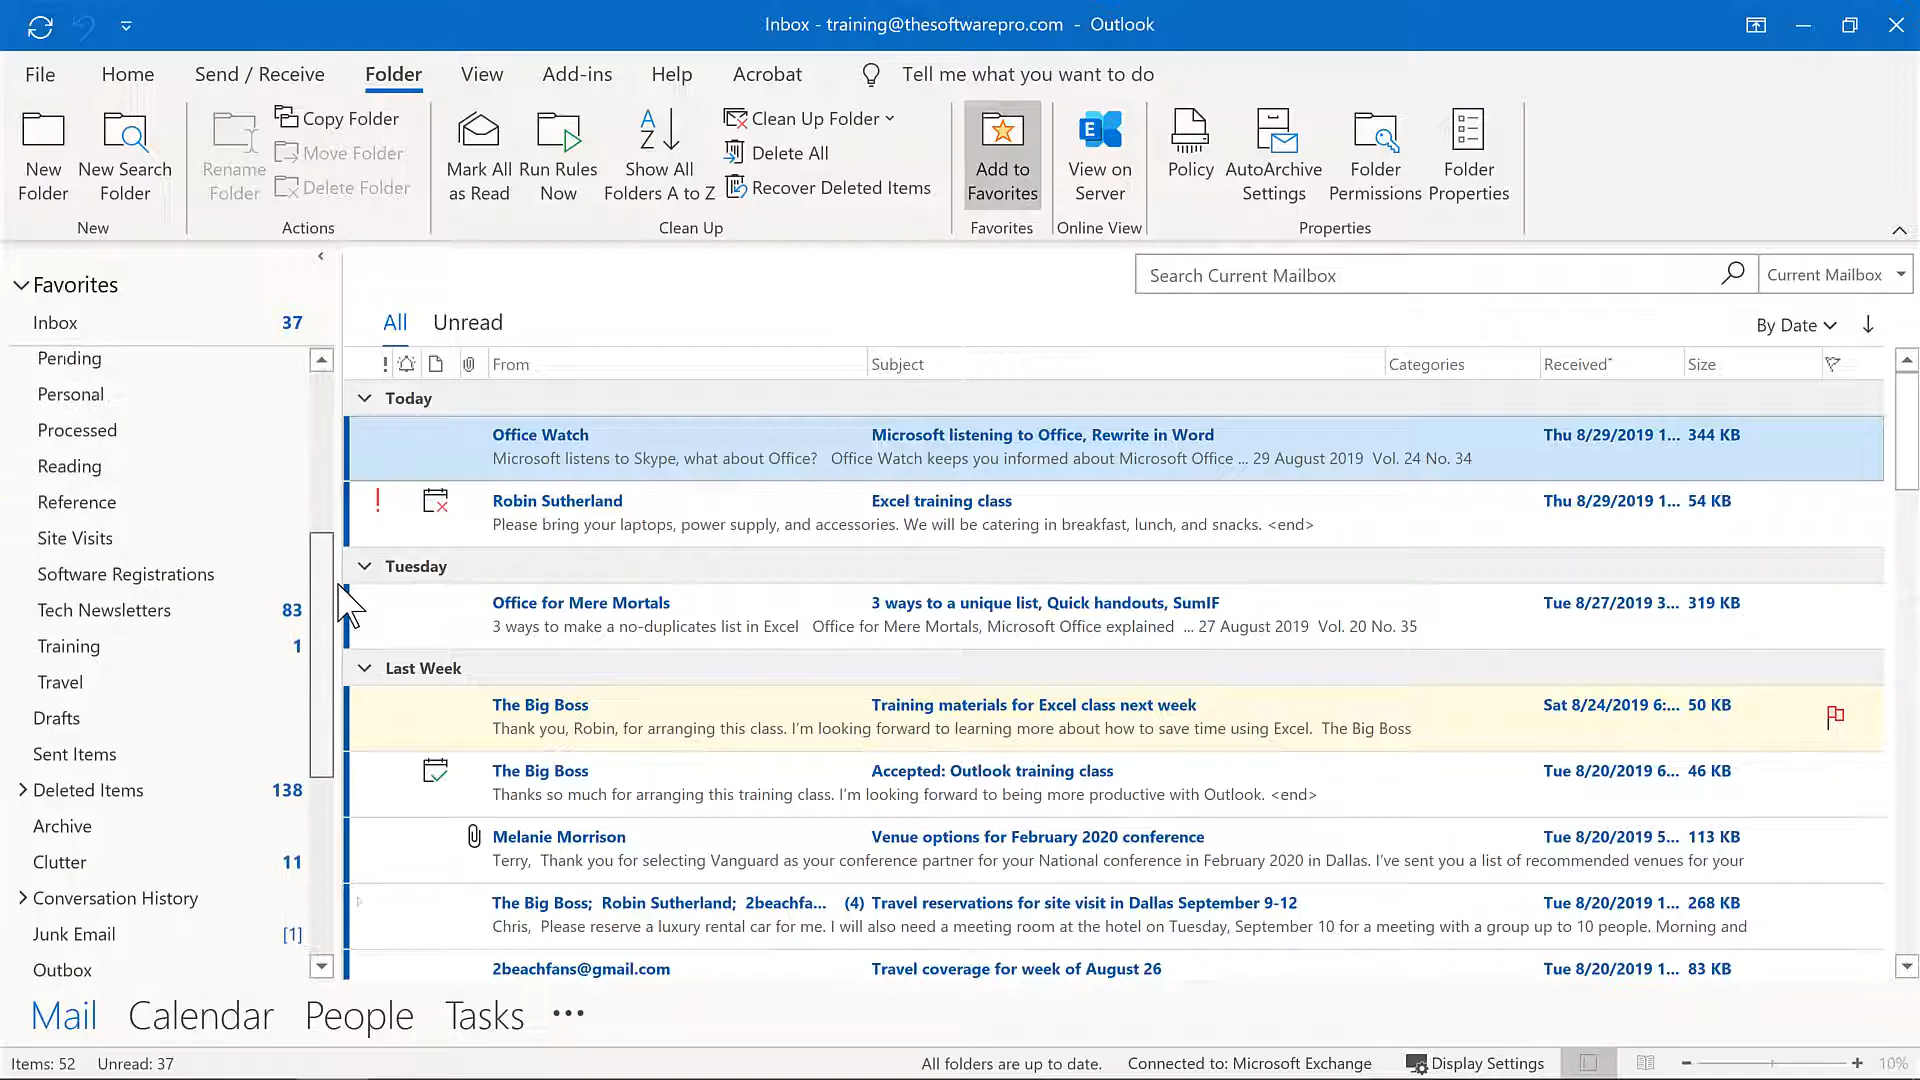 Inbox - training@thesoftwarepro.com - Outlook
File Home Send / Receive Folder View Add-ins Help Acrobat Tell me what you want to do
New Folder
New Search Folder
New
Rename Folder
Copy Folder
Move Folder
Delete Folder
Actions
Mark All as Read
Run Rules Now
Show All Folders A to Z
Clean Up Folder
Delete All
Recover Deleted Items
Clean Up
Add to Favorites
Favorites
View on Server
Online View
Policy
AutoArchive Settings
Folder Permissions
Folder Properties
Properties
Favorites
Inbox 37
Pending
Personal
Processed
Reading
Reference
Site Visits
Software Registrations
Tech Newsletters 83
Training 1
Travel
Drafts
Sent Items
Deleted Items 138
Archive
Clutter 11
Conversation History
Junk Email [1]
Outbox
Search Current Mailbox Current Mailbox
All Unread By Date
! From Subject Categories Received Size
Today
Office Watch Microsoft listening to Office, Rewrite in Word Thu 8/29/2019 1... 344 KB
Microsoft listens to Skype, what about Office? Office Watch keeps you informed about Microsoft Office ... 29 August 2019 Vol. 24 No. 34
! Robin Sutherland Excel training class Thu 8/29/2019 1... 54 KB
Please bring your laptops, power supply, and accessories. We will be catering in breakfast, lunch, and snacks. <end>
Tuesday
Office for Mere Mortals 3 ways to a unique list, Quick handouts, SumIF Tue 8/27/2019 3... 319 KB
3 ways to make a no-duplicates list in Excel Office for Mere Mortals, Microsoft Office explained ... 27 August 2019 Vol. 20 No. 35
Last Week
The Big Boss Training materials for Excel class next week Sat 8/24/2019 6:... 50 KB
Thank you, Robin, for arranging this class. I'm looking forward to learning more about how to save time using Excel. The Big Boss
The Big Boss Accepted: Outlook training class Tue 8/20/2019 6... 46 KB
Thanks so much for arranging this training class. I'm looking forward to being more productive with Outlook. <end>
Melanie Morrison Venue options for February 2020 conference Tue 8/20/2019 5... 113 KB
Terry, Thank you for selecting Vanguard as your conference partner for your National conference in February 2020 in Dallas. I've sent you a list of recommended venues for your
The Big Boss; Robin Sutherland; 2beachfa... (4) Travel reservations for site visit in Dallas September 9-12 Tue 8/20/2019 1... 268 KB
Chris, Please reserve a luxury rental car for me. I will also need a meeting room at the hotel on Tuesday, September 10 for a meeting with a group up to 10 people. Morning and
2beachfans@gmail.com Travel coverage for week of August 26 Tue 8/20/2019 1... 83 KB
Mail Calendar People Tasks ...
Items: 52 Unread: 37 All folders are up to date. Connected to: Microsoft Exchange Display Settings 10%